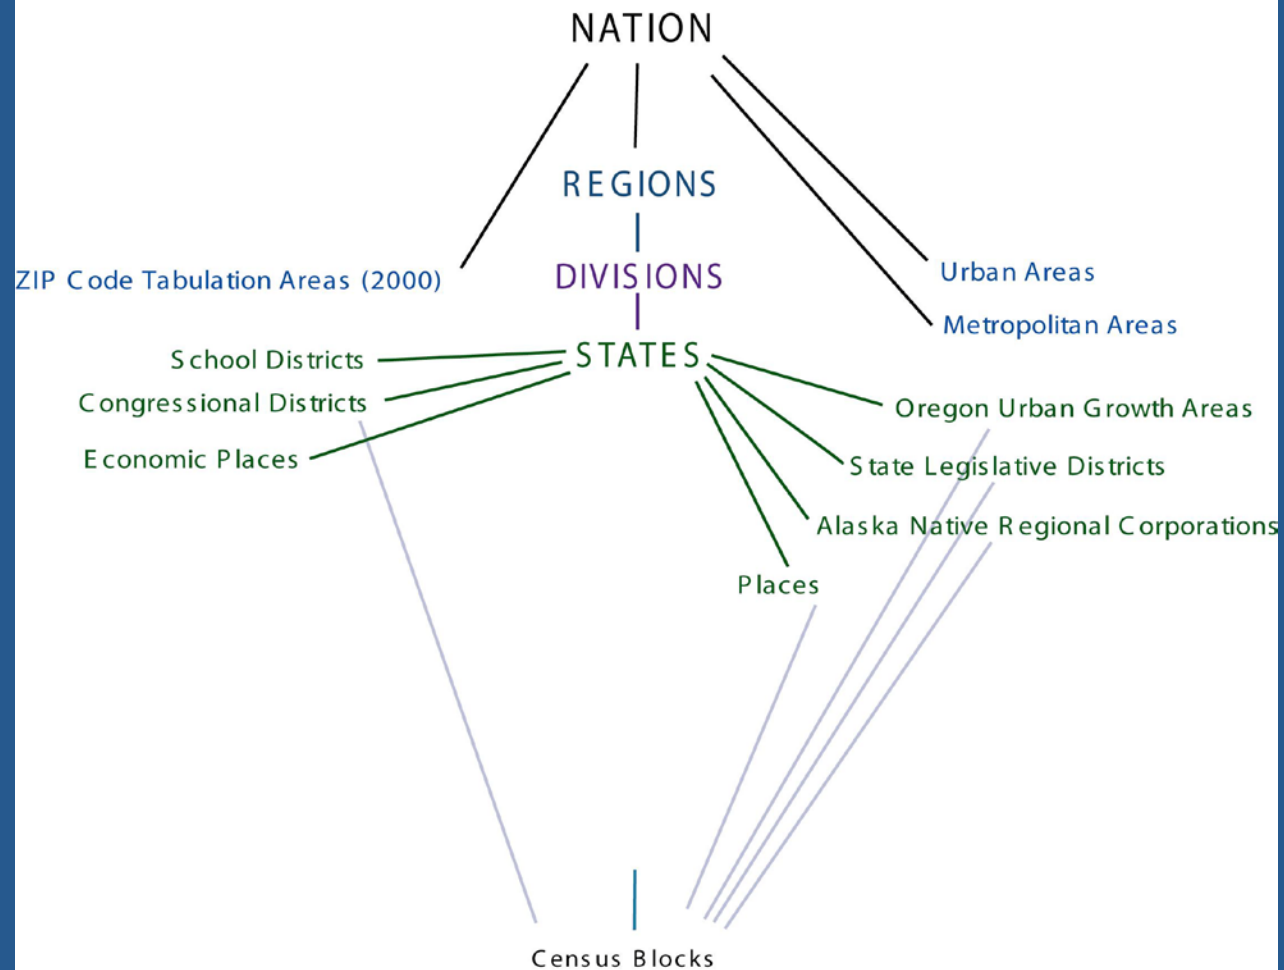 NATION
REGIONS
Urban Areas
ZIP Code Tabulation Areas (2000)
DIVISIONS
Metropolitan Areas
STATES
School Districts
Congressional Districts
Oregon Urban Growth Areas
Economic Places
State Legislative Districts
Alaska Native Regional Corporations
Places
Census Blocks